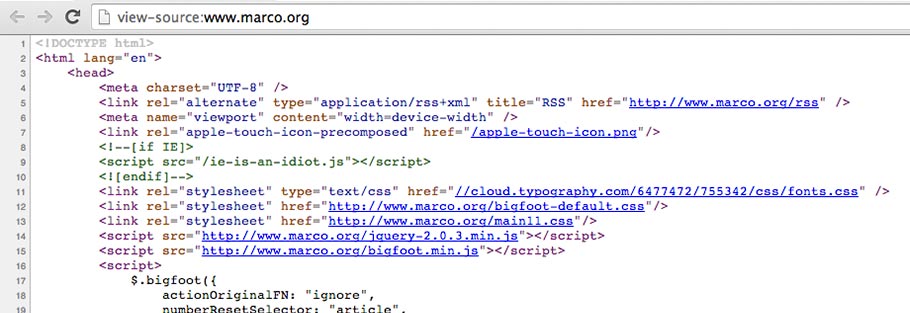 view-source:www.marco.org
1 <!DOCTYPE html>
2 <html lang="en">
3 <head>
4 <meta charset="UTF-8" />
5 <link rel="alternate" type="application/rss+xml" title="RSS" href="http://www.marco.org/rss" />
6 <meta name="viewport" content="width=device-width" />
7 <link rel="apple-touch-icon-precomposed" href="/apple-touch-icon.png"/>
8 <!--[if IE]>
9 <script src="/ie-is-an-idiot.js"></script>
10 <![endif]-->
11 <link rel="stylesheet" type="text/css" href="//cloud.typography.com/6477472/755342/css/fonts.css" />
12 <link rel="stylesheet" href="http://www.marco.org/bigfoot-default.css"/>
13 <link rel="stylesheet" href="http://www.marco.org/main11.css"/>
14 <script src="http://www.marco.org/jquery-2.0.3.min.js"></script>
15 <script src="http://www.marco.org/bigfoot.min.js"></script>
16 <script>
17 $.bigfoot({
18 actionOriginalFN: "ignore",
19 numberResetSelector: "article",